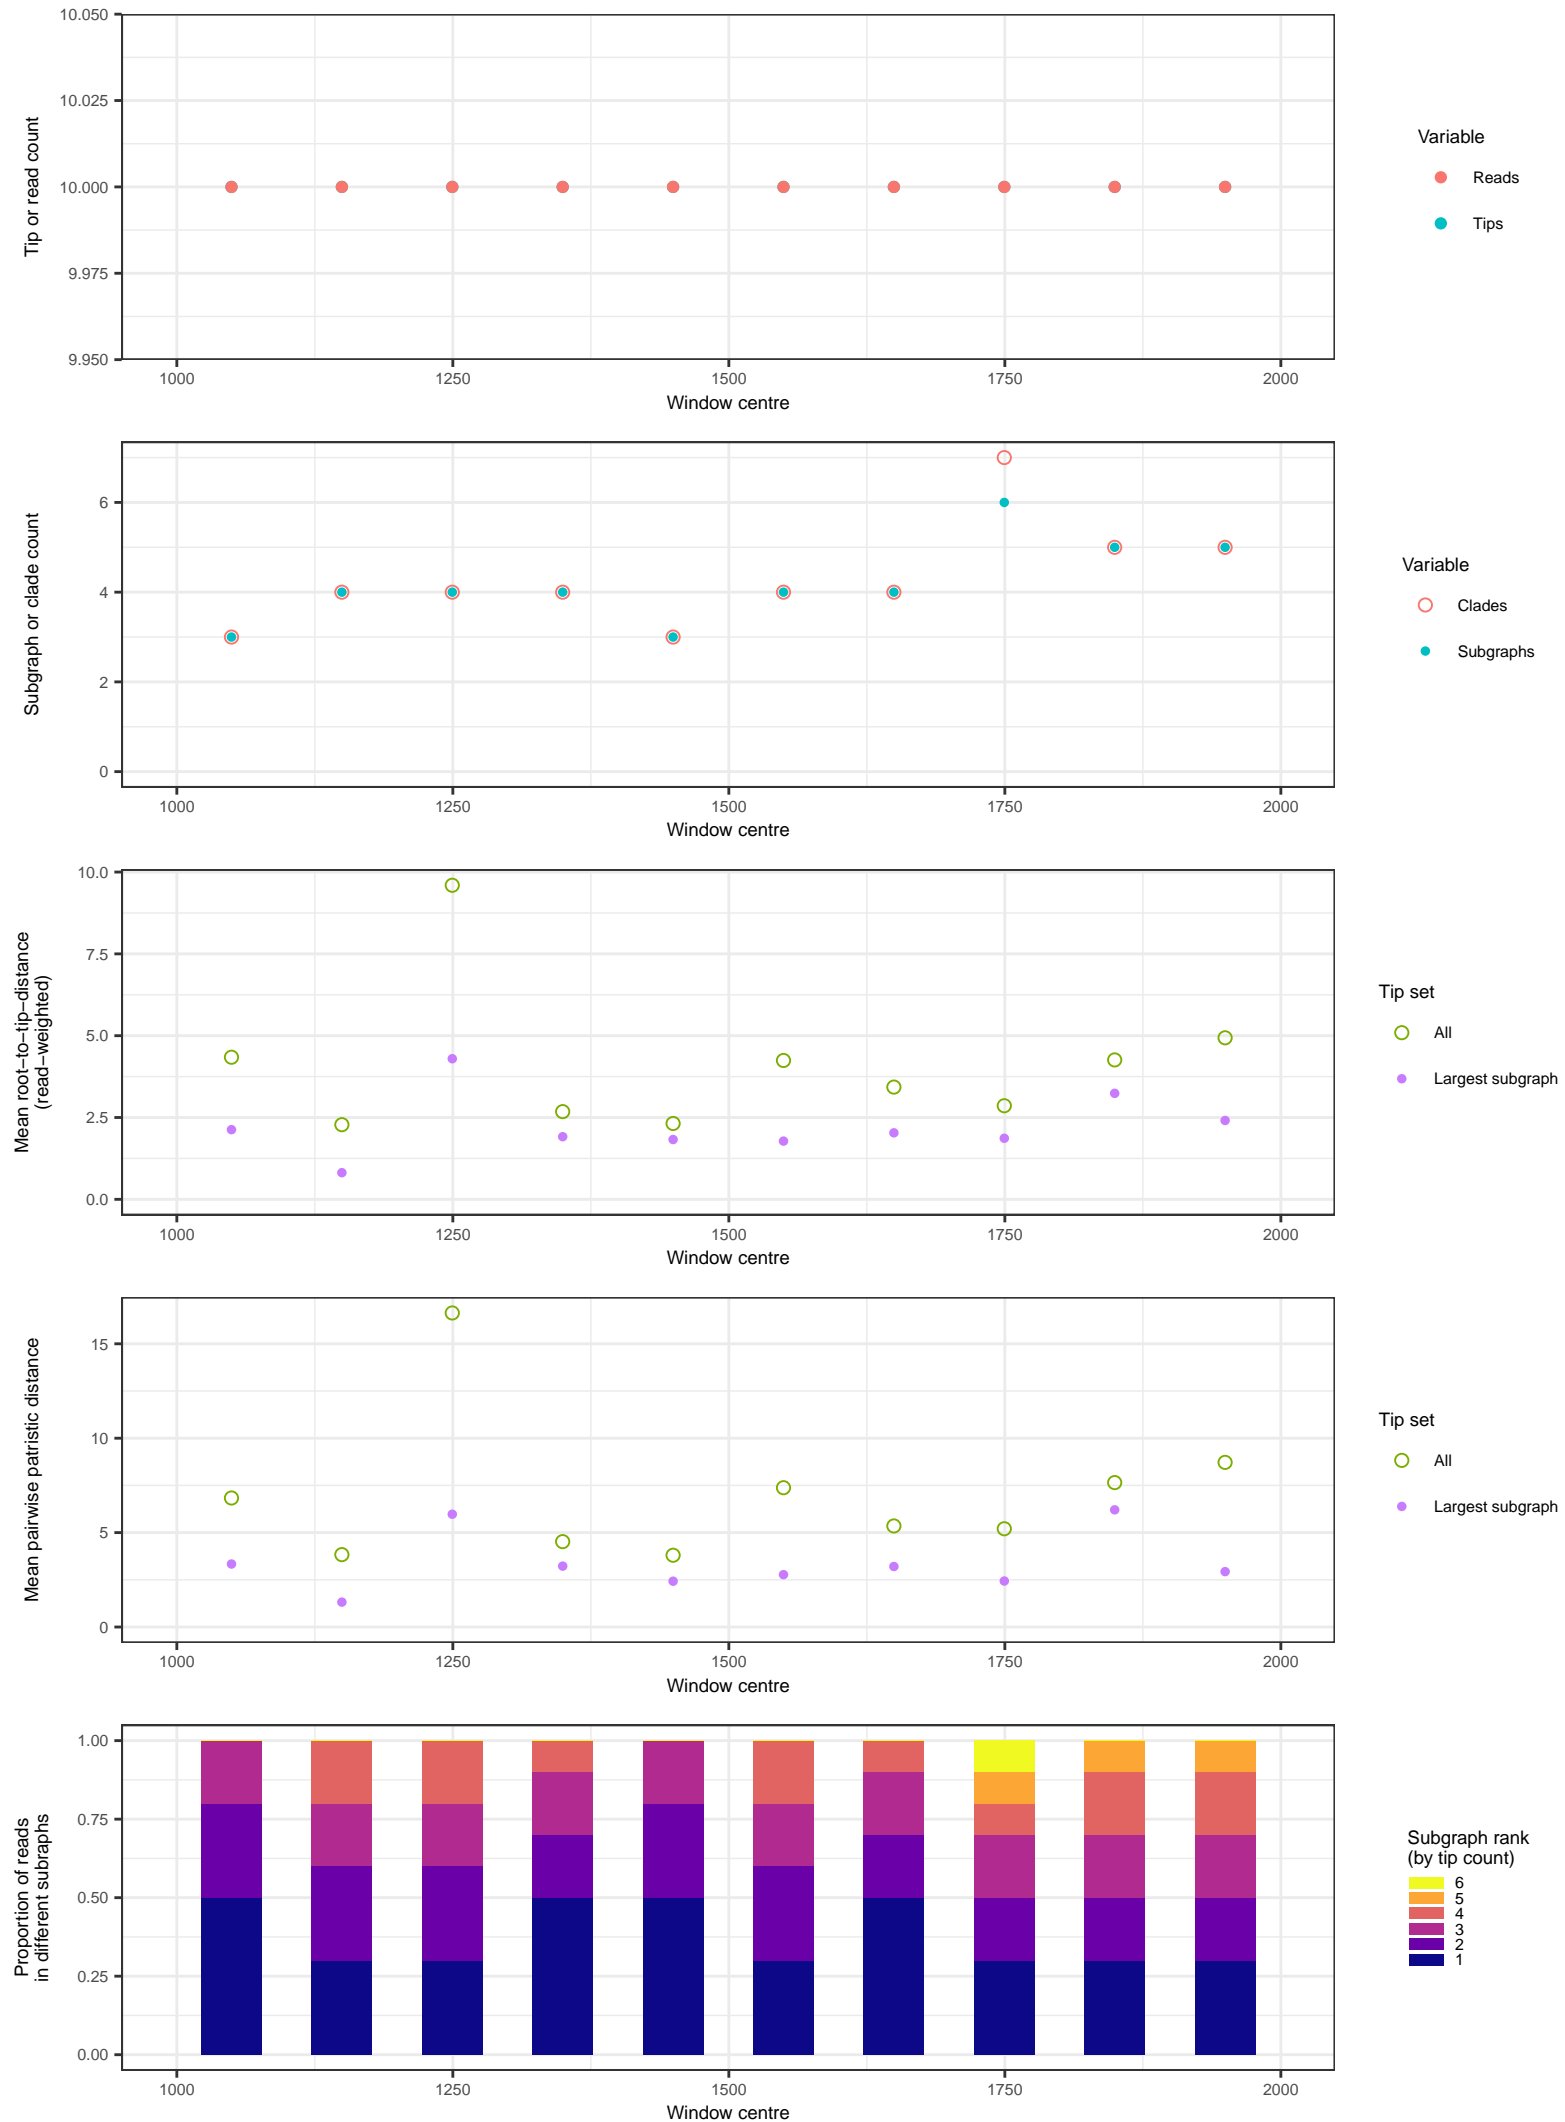 10.050
10.025
10.000
9.975
9.950
Tip or read count
1000 1250 1500 1750 2000
Window centre
Variable
Reads
Tips
6
4
2
0
Subgraph or clade count
1000 1250 1500 1750 2000
Window centre
Variable
Clades
Subgraphs
10.0
7.5
5.0
2.5
0.0
Mean root−to−tip−distance
(read−weighted)
1000 1250 1500 1750 2000
Window centre
Tip set
All
Largest subgraph
15
10
5
0
Mean pairwise patristic distance
1000 1250 1500 1750 2000
Window centre
Tip set
All
Largest subgraph
1.00
0.75
0.50
0.25
0.00
Proportion of reads
in different subraphs
1000 1250 1500 1750 2000
Window centre
Subgraph rank
(by tip count)
6
5
4
3
2
1